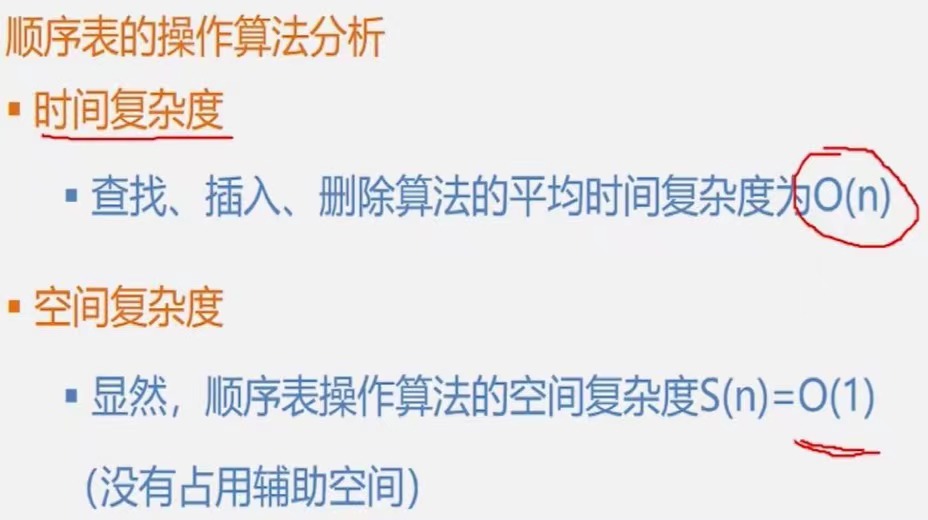 顺序表的操作算法分析
▪ 时间复杂度
▪ 查找、插入、删除算法的平均时间复杂度为O(n)
▪ 空间复杂度
▪ 显然，顺序表操作算法的空间复杂度S(n)=O(1)
（没有占用辅助空间）